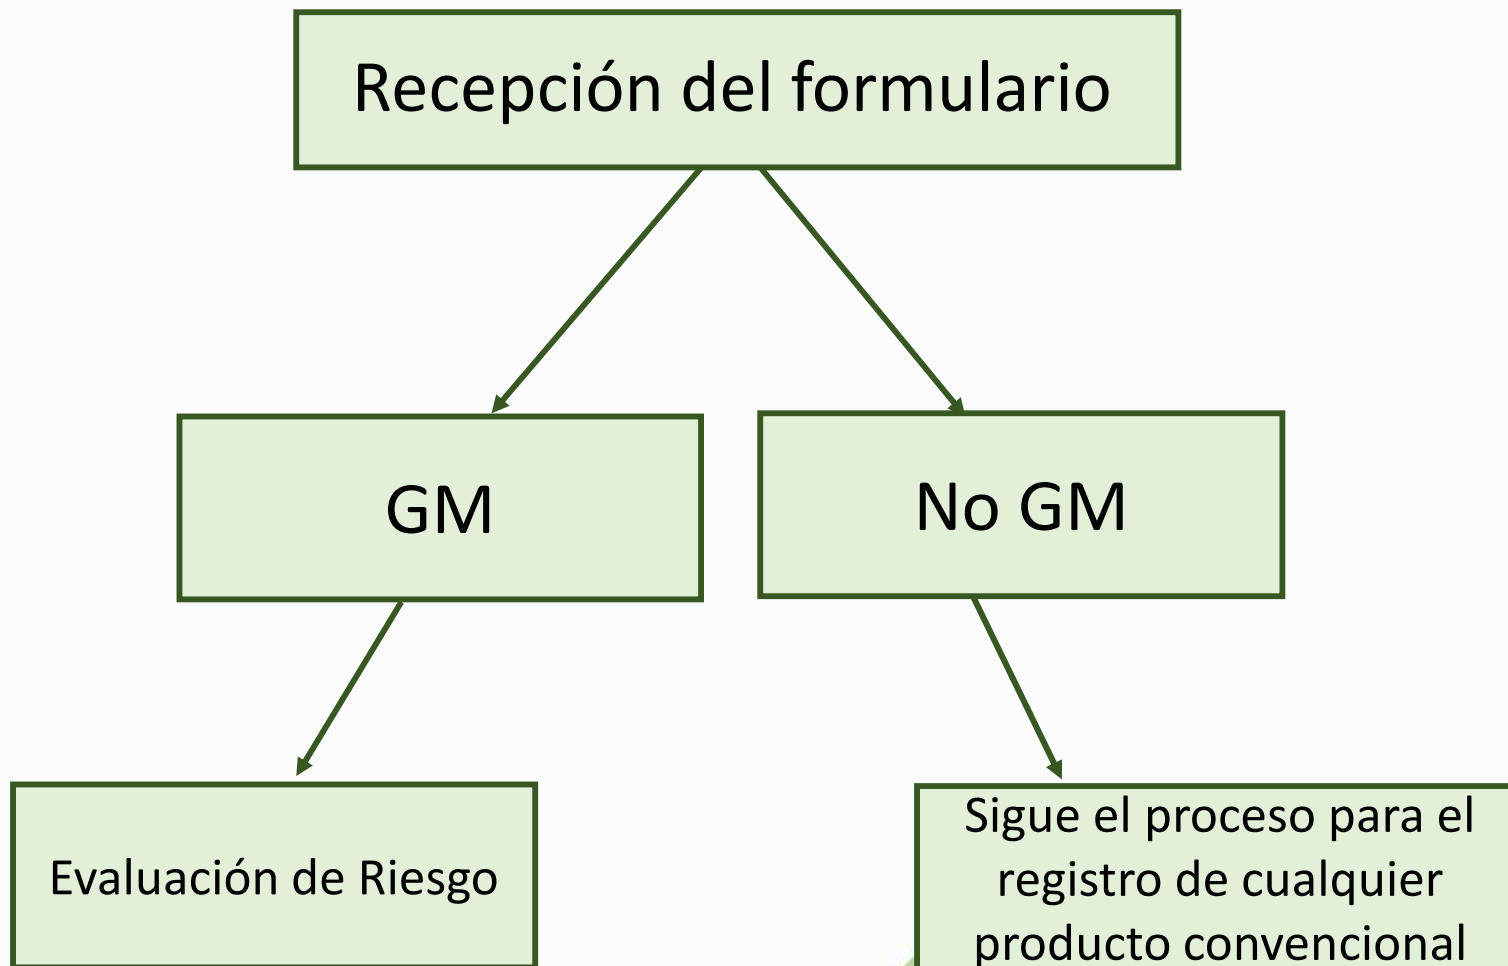 Recepción del formulario
GM
No GM
Evaluación de Riesgo
Sigue el proceso para el
registro de cualquier
producto convencional